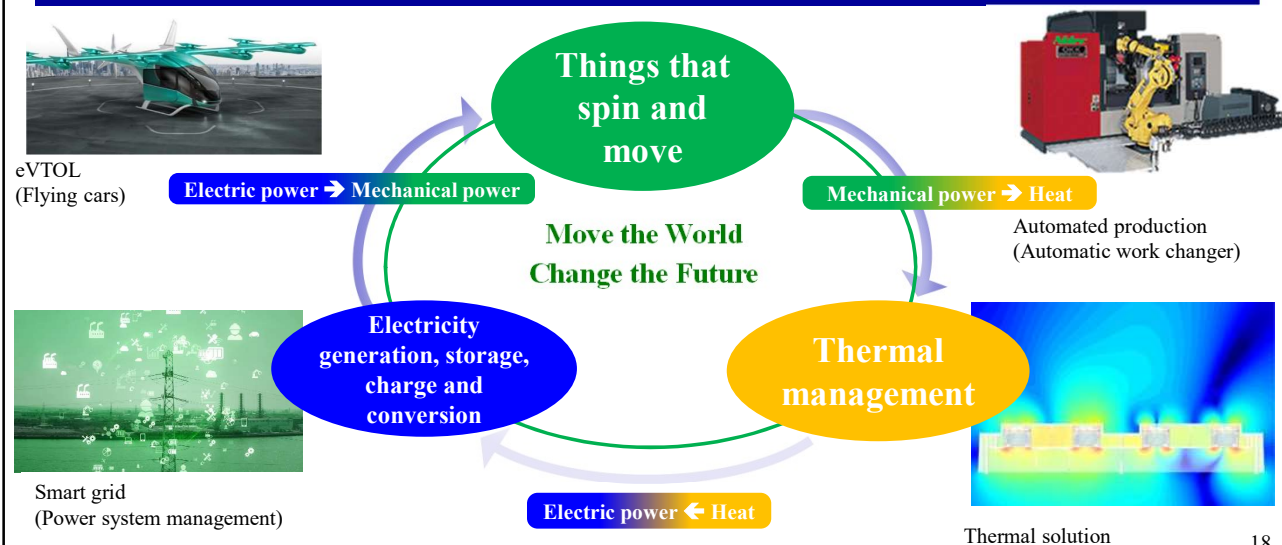 Things that
spin and
move
eVTOL
(Flying cars)
Electric power ➔ Mechanical power
Mechanical power ➔ Heat
Automated production
(Automatic work changer)
Move the World
Change the Future
Electricity
generation, storage,
charge and
conversion
Thermal
management
Smart grid
(Power system management)
Electric power 🡸 Heat
Thermal solution
18